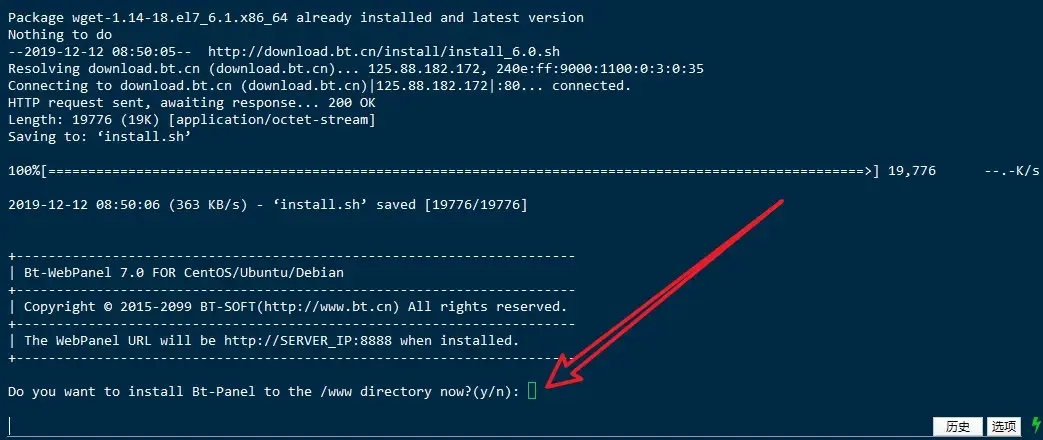 Package wget-1.14-18.el7_6.1.x86_64 already installed and latest version
Nothing to do
--2019-12-12 08:50:05--  http://download.bt.cn/install/install_6.0.sh
Resolving download.bt.cn (download.bt.cn)... 125.88.182.172, 240e:ff:9000:1100:0:3:0:35
Connecting to download.bt.cn (download.bt.cn)|125.88.182.172|:80... connected.
HTTP request sent, awaiting response... 200 OK
Length: 19776 (19K) [application/octet-stream]
Saving to: ‘install.sh’
100%[======================================================================================================>] 19,776      --.-K/s
2019-12-12 08:50:06 (363 KB/s) - ‘install.sh’ saved [19776/19776]
+----------------------------------------------------------------------
| Bt-WebPanel 7.0 FOR CentOS/Ubuntu/Debian
+----------------------------------------------------------------------
| Copyright © 2015-2099 BT-SOFT(http://www.bt.cn) All rights reserved.
+----------------------------------------------------------------------
| The WebPanel URL will be http://SERVER_IP:8888 when installed.
+----------------------------------------------------------------------
Do you want to install Bt-Panel to the /www directory now?(y/n):
历史 选项